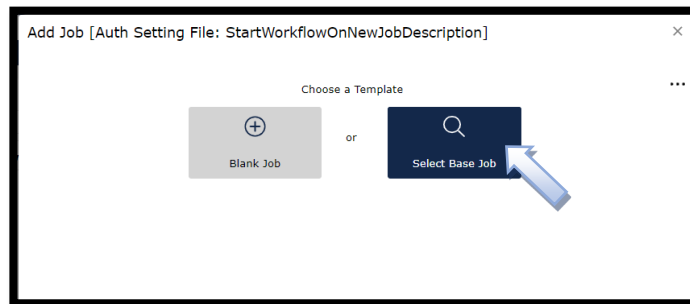 Add Job [Auth Setting File: StartWorkflowOnNewJobDescription]
Choose a Template
Blank Job
or
Select Base Job